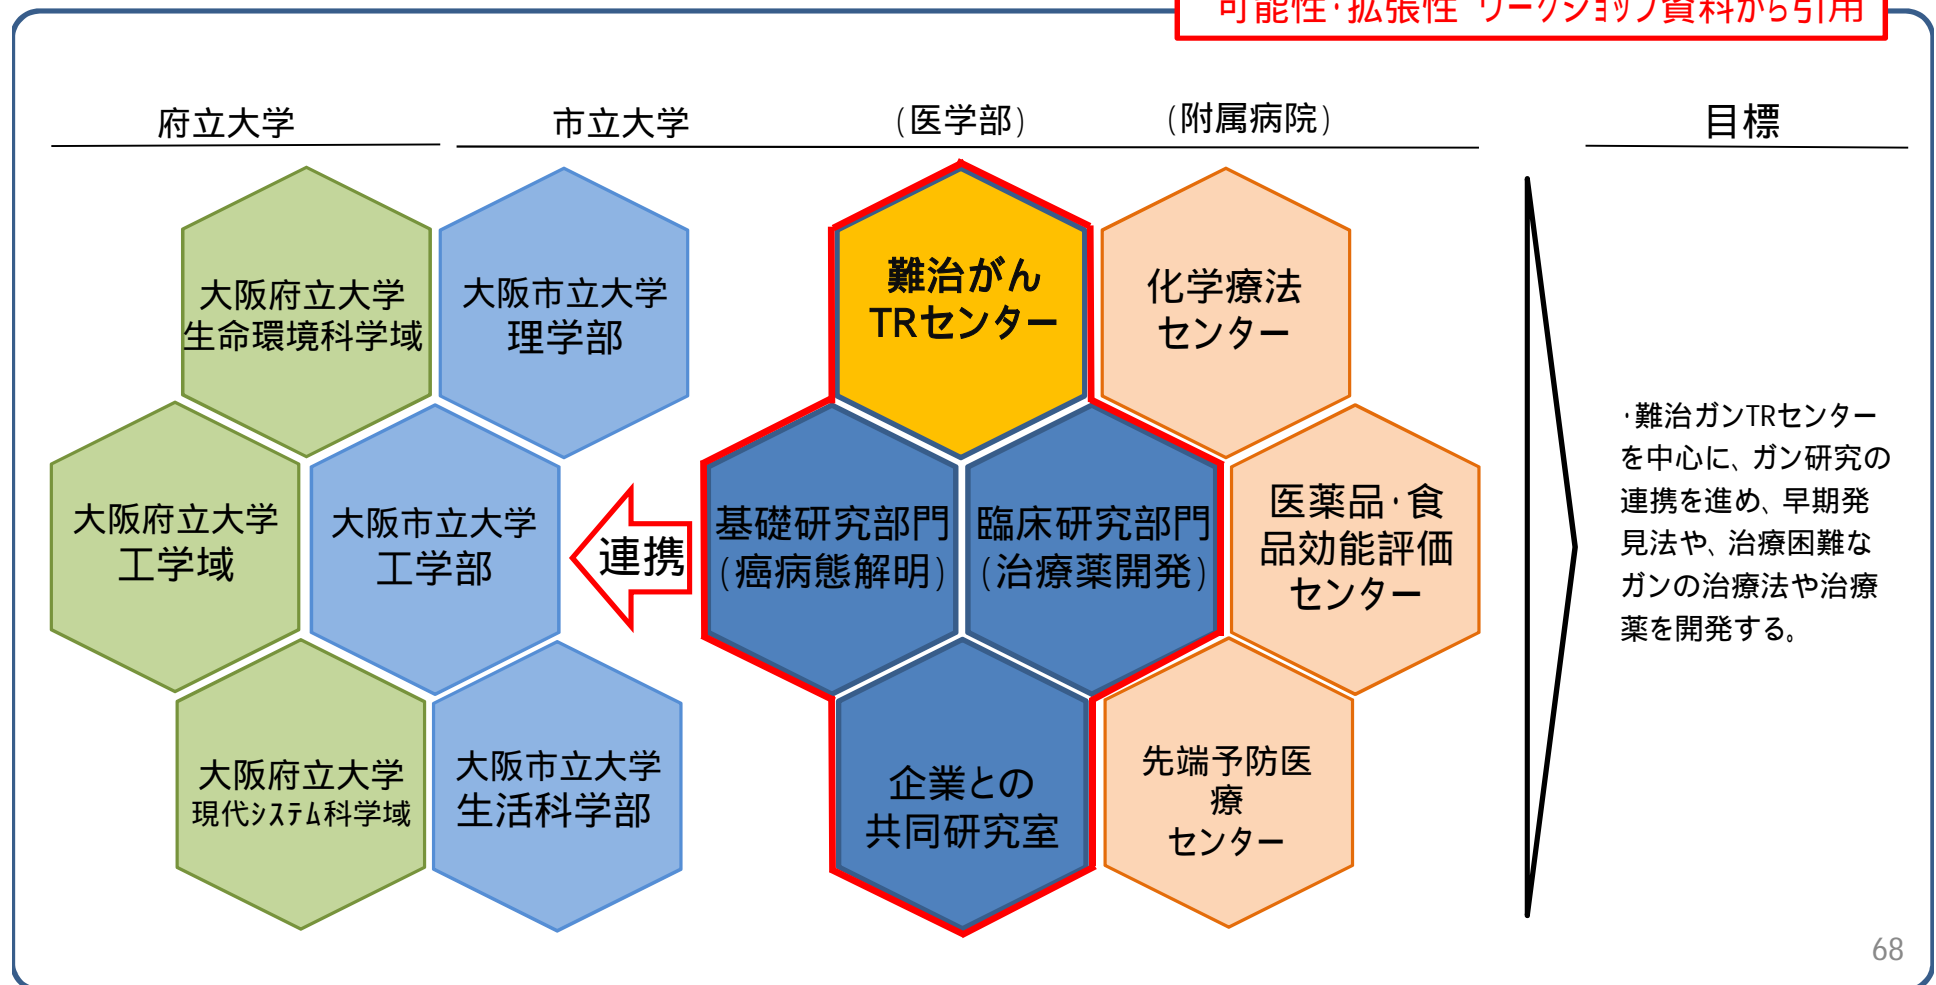 可能性･拡張性 ワークショップ資料から引用
府立大学
市立大学
(医学部)
(附属病院)
目標
大阪府立大学
生命環境科学域
大阪市立大学
理学部
難治がん
TRセンター
化学療法
センター
大阪府立大学
工学域
大阪市立大学
工学部
連携
基礎研究部門
(癌病態解明)
臨床研究部門
(治療薬開発)
医薬品･食
品効能評価
センター
大阪府立大学
現代ｼｽﾃﾑ科学域
大阪市立大学
生活科学部
企業との
共同研究室
先端予防医
療
センター
･難治ガンTRセンター
を中心に、ガン研究の
連携を進め、早期発
見法や、治療困難な
ガンの治療法や治療
薬を開発する。
68